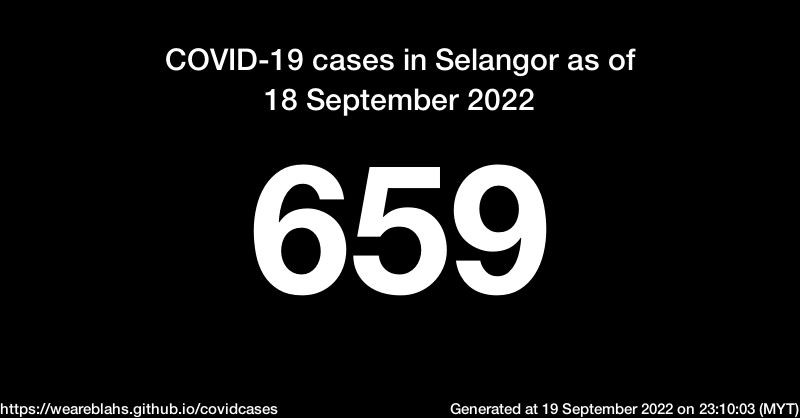 COVID-19 cases in Selangor as of
18 September 2022
659
https://weareblahs.github.io/covidcases
Generated at 19 September 2022 on 23:10:03 (MYT)